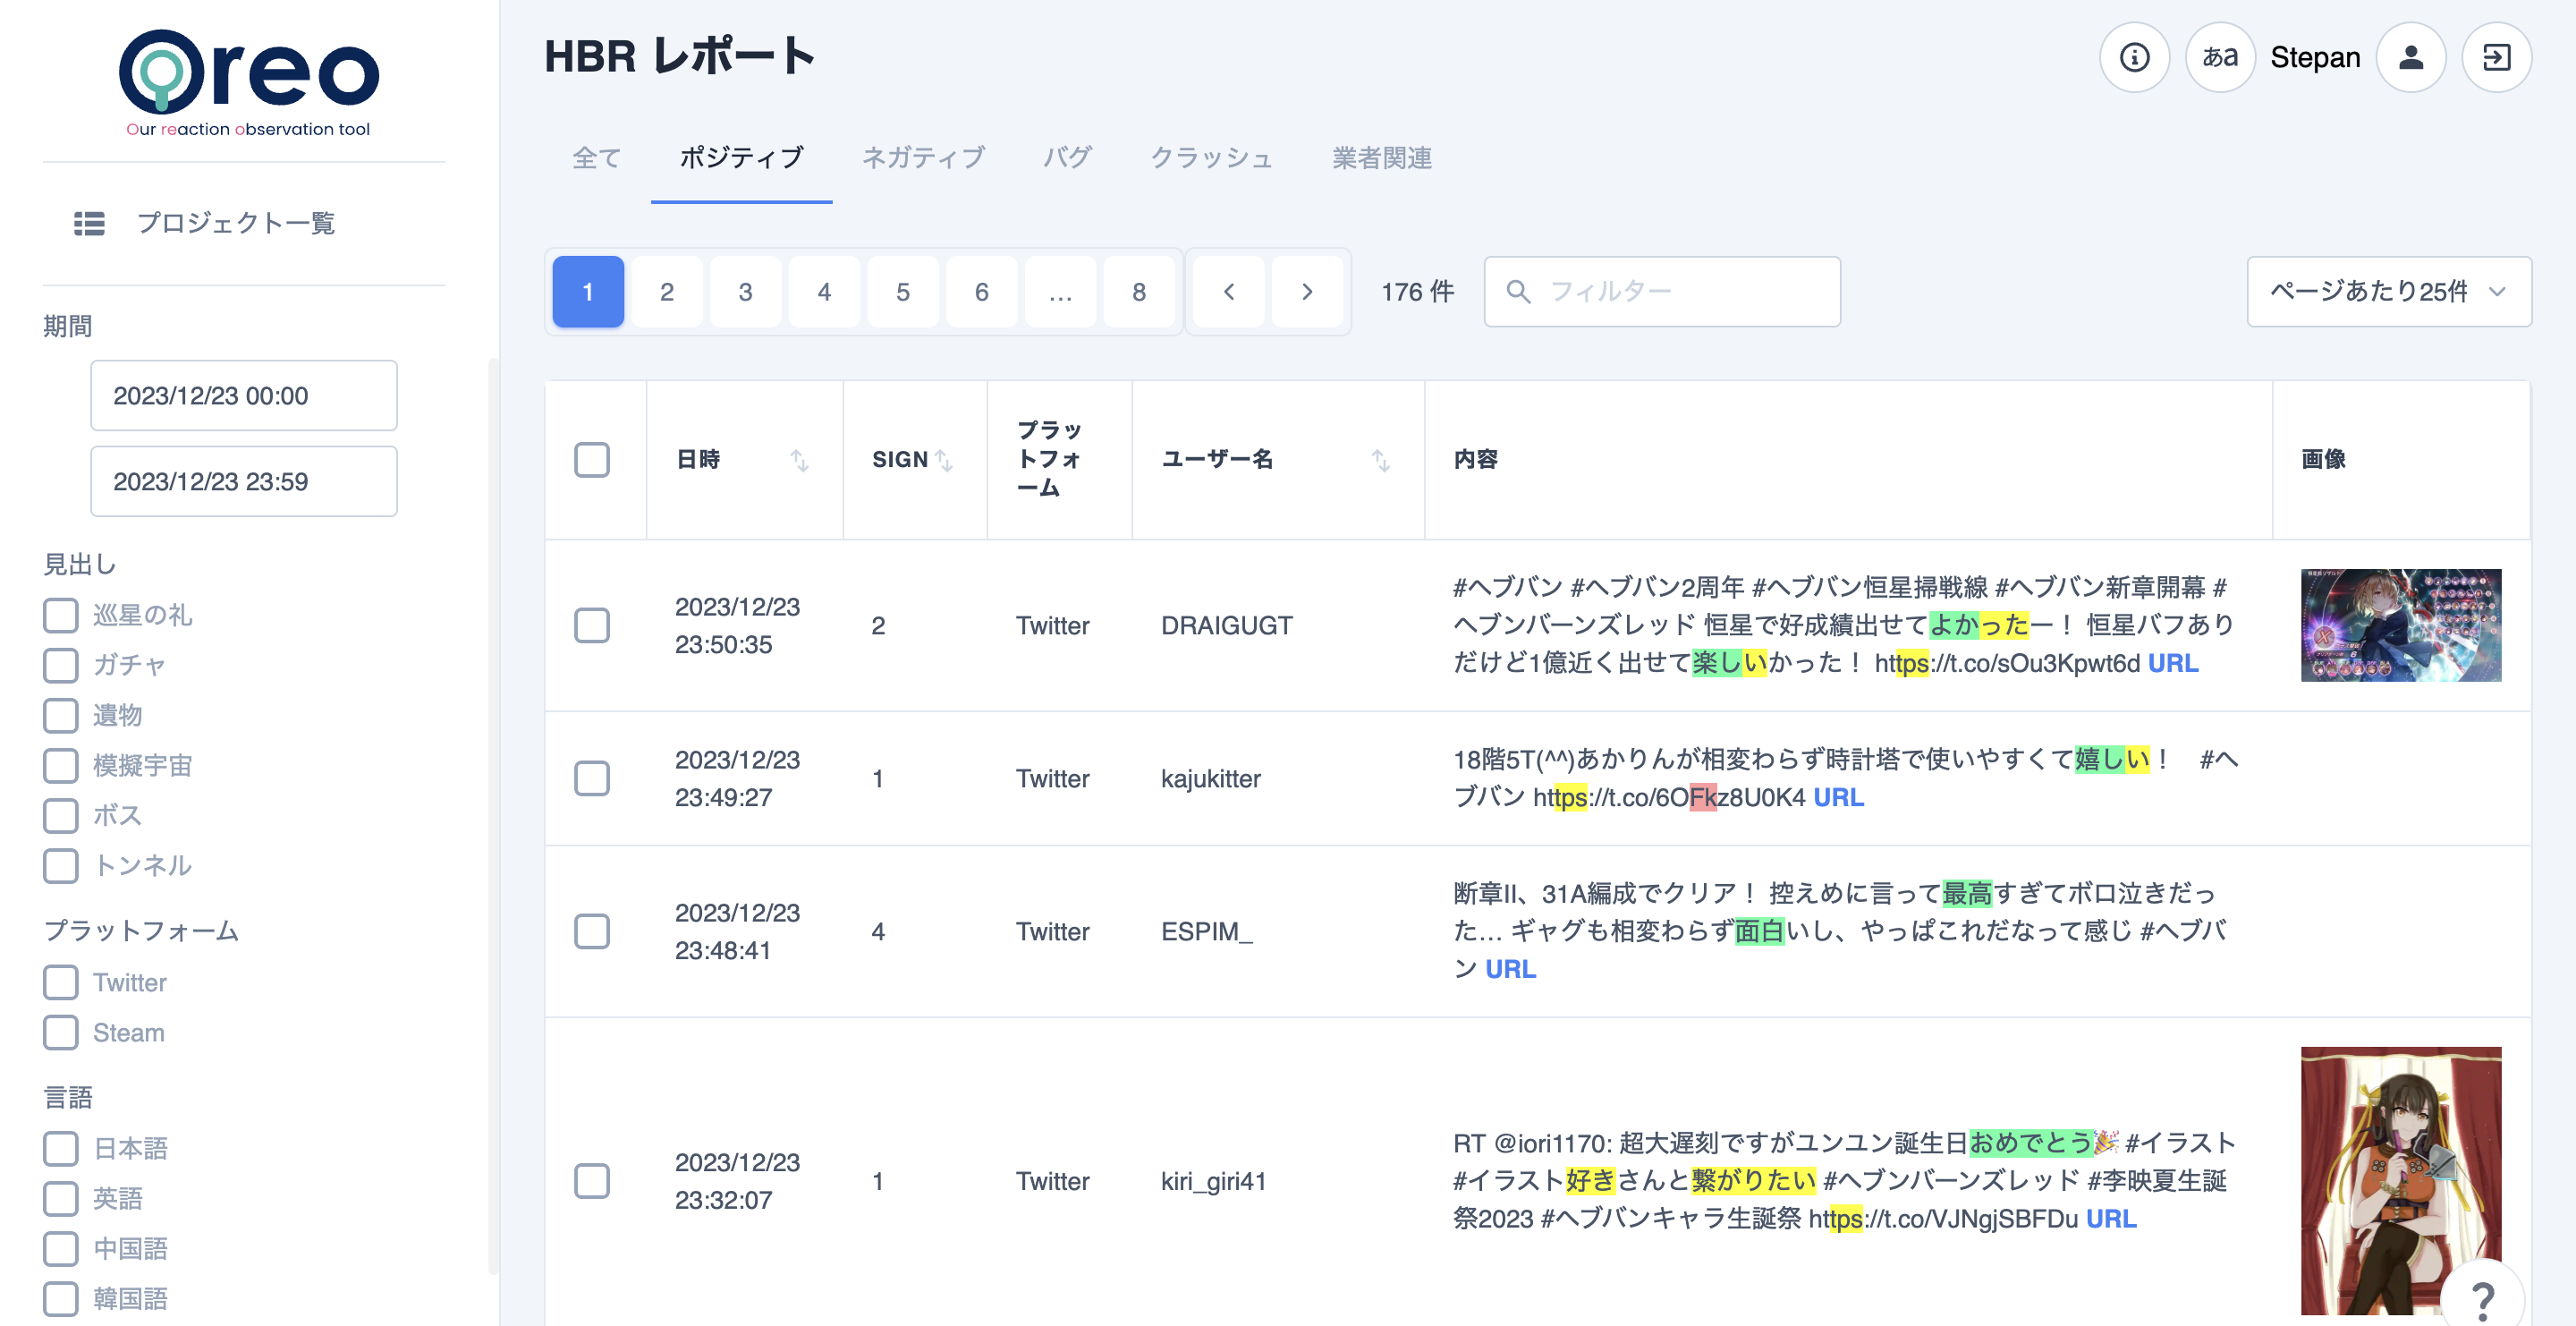 Oreo
Our reaction observation tool
プロジェクト一覧
期間
2023/12/23 00:00
2023/12/23 23:59
見出し
巡星の礼
ガチャ
遺物
模擬宇宙
ボス
トンネル
プラットフォーム
Twitter
Steam
言語
日本語
英語
中国語
韓国語
HBR レポート
あa
Stepan
全て ポジティブ ネガティブ バグ クラッシュ 業者関連
1 2 3 4 5 6 ... 8
176 件
フィルター
ページあたり25件
日時 SIGN プラッ
トフォ
ーム
ユーザー名 内容 画像
2023/12/23
23:50:35
2 Twitter DRAIGUGT
#ヘブバン #ヘブバン2周年 #ヘブバン恒星掃戦線 #ヘブバン新章開幕 #
ヘブンバーンズレッド 恒星で好成績出せてよかったー！ 恒星バフあり
だけど1億近く出せて楽しいかった！ https://t.co/sOu3Kpwt6d URL
2023/12/23
23:49:27
1 Twitter kajukitter
18階5T(^^)あかりんが相変わらず時計塔で使いやすくて嬉しい！　#ヘ
ブバン https://t.co/6OFkz8U0K4 URL
2023/12/23
23:48:41
4 Twitter ESPIM_
断章II、31A編成でクリア！ 控えめに言って最高すぎてボロ泣きだっ
た… ギャグも相変わらず面白いし、やっぱこれだなって感じ #ヘブバ
ン URL
2023/12/23
23:32:07
1 Twitter kiri_giri41
RT @iori1170: 超大遅刻ですがユンユン誕生日おめでとう🎉 #イラスト
#イラスト好きさんと繋がりたい #ヘブンバーンズレッド #李映夏生誕
祭2023 #ヘブバンキャラ生誕祭 https://t.co/VJNgjSBFDu URL
?